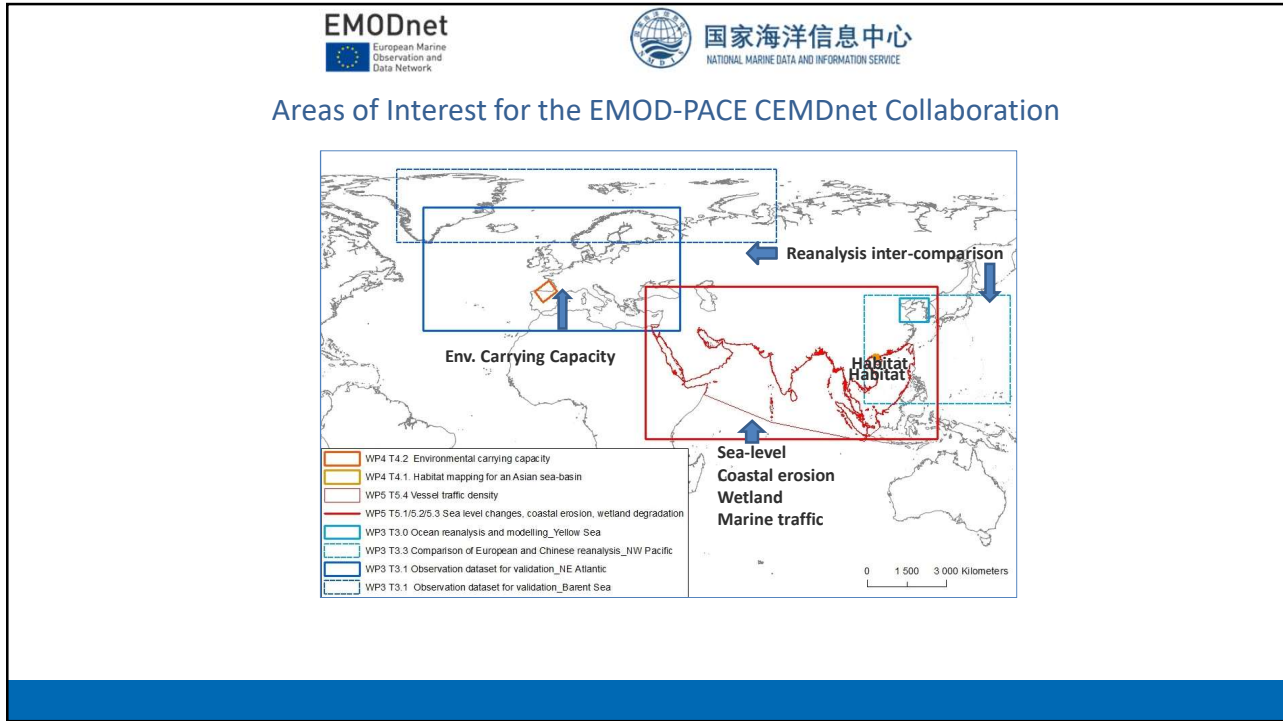 EMODnet
European Marine
Observation and
Data Network
国家海洋信息中心
NATIONAL MARINE DATA AND INFORMATION SERVICE
NMDIS
Areas of Interest for the EMOD-PACE CEMDnet Collaboration
Reanalysis inter-comparison
Env. Carrying Capacity
Habitat
Habitat
Sea-level
Coastal erosion
Wetland
Marine traffic
WP4 T4.2 Environmental carrying capacity
WP4 T4.1. Habitat mapping for an Asian sea-basin
WP5 T5.4 Vessel traffic density
WP5 T5.1/5.2/5.3 Sea level changes, coastal erosion, wetland degradation
WP3 T3.0 Ocean reanalysis and modelling_Yellow Sea
WP3 T3.3 Comparison of European and Chinese reanalysis_NW Pacific
WP3 T3.1 Observation dataset for validation_NE Atlantic
WP3 T3.1 Observation dataset for validation_Barent Sea
0 1 500 3 000 Kilometers